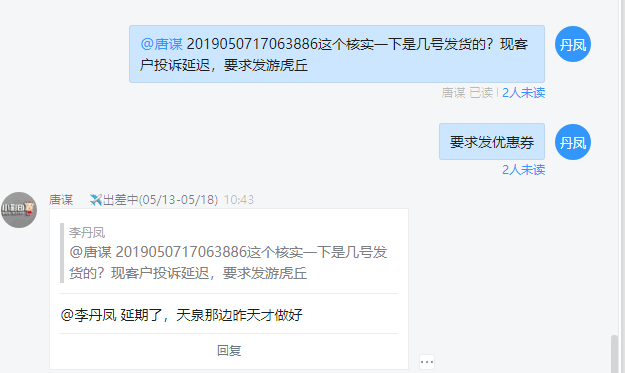 @唐谋 2019050717063886这个核实一下是几号发货的？现客
户投诉延迟，要求发游虎丘
丹凤
唐谋 已读 | 2人未读
要求发优惠券
丹凤
2人未读
唐谋 ✈️出差中(05/13-05/18) 10:43
李丹凤
@唐谋 2019050717063886这个核实一下是几号发
货的？现客户投诉延迟，要求发游虎丘
@李丹凤 延期了，天泉那边昨天才做好
回复